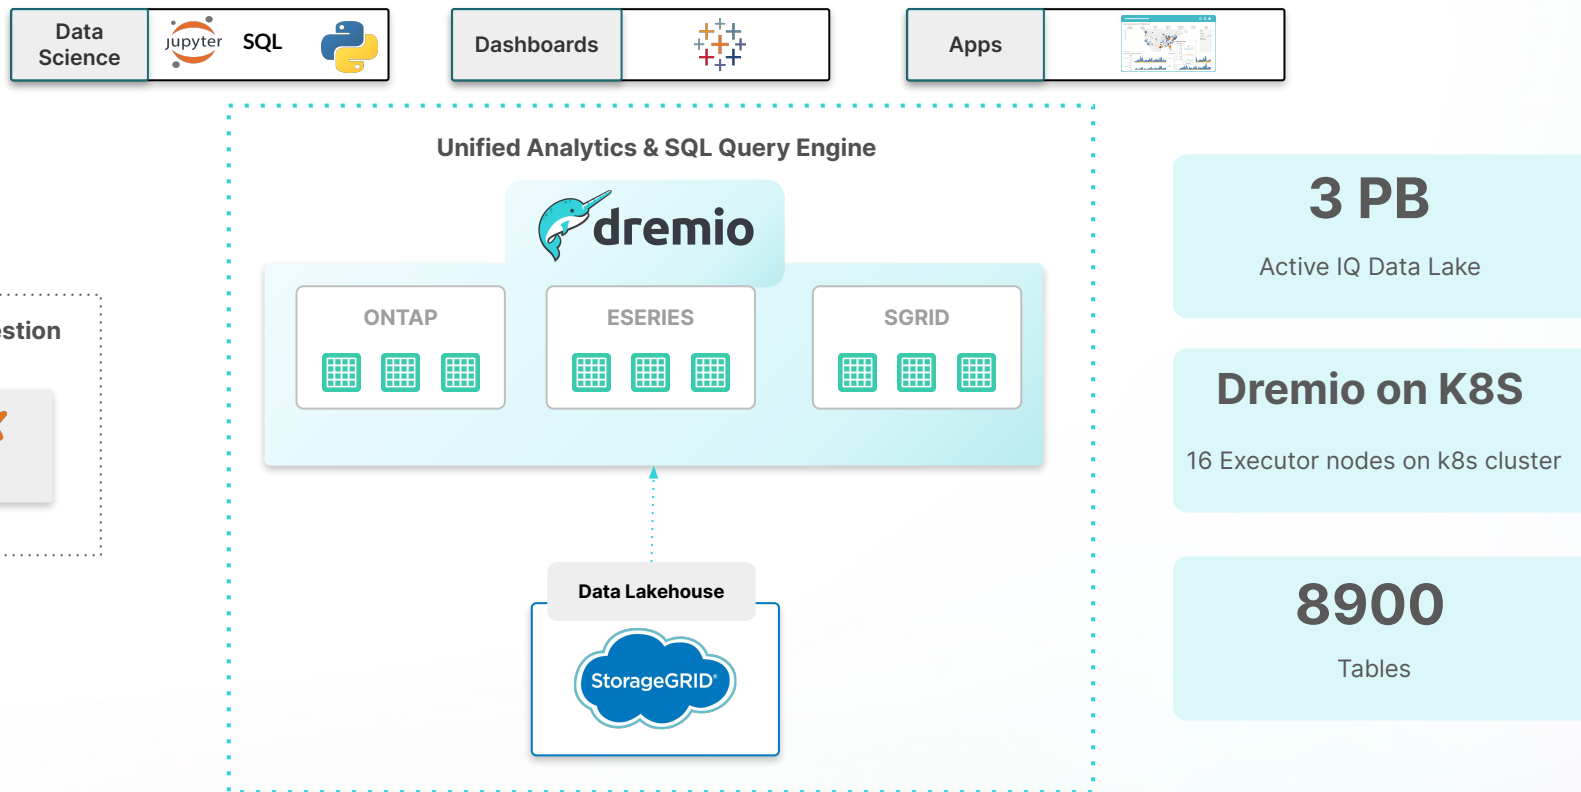 Data
Science
jupyter
SQL
Dashboards
Apps
Unified Analytics & SQL Query Engine
dremio
ONTAP
ESERIES
SGRID
Data Lakehouse
StorageGRID®
estion
3 PB
Active IQ Data Lake
Dremio on K8S
16 Executor nodes on k8s cluster
8900
Tables